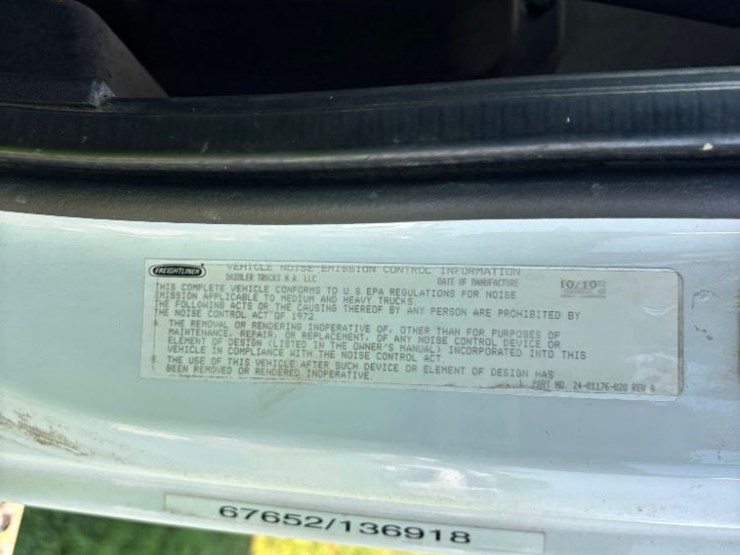 FREIGHTLINER
VEHICLE NOISE EMISSION CONTROL INFORMATION
DAIMLER TRUCKS N.A. LLC DATE OF MANUFACTURE
THIS COMPLETE VEHICLE CONFORMS TO U.S.EPA REGULATIONS FOR NOISE
EMISSION APPLICABLE TO MEDIUM AND HEAVY TRUCKS.
THE FOLLOWING ACTS OR THE CAUSING THEREOF BY ANY PERSON ARE PROHIBITED BY
THE NOISE CONTROL ACT OF 1972.
A. THE REMOVAL OR RENDERING INOPERATIVE OF, OTHER THAN FOR PURPOSES OF
MAINTENANCE, REPAIR, OR REPLACEMENT, OF ANY NOISE CONTROL DEVICE OR
ELEMENT OF DESIGN (LISTED IN THE OWNER'S MANUAL) INCORPORATED INTO THIS
VEHICLE IN COMPLIANCE WITH THE NOISE CONTROL ACT.
B. THE USE OF THIS VEHICLE AFTER SUCH DEVICE OR ELEMENT OF DESIGN HAS
BEEN REMOVED OR RENDERED INOPERATIVE.
PART NO. 24-01176-020 REV
67652/136918